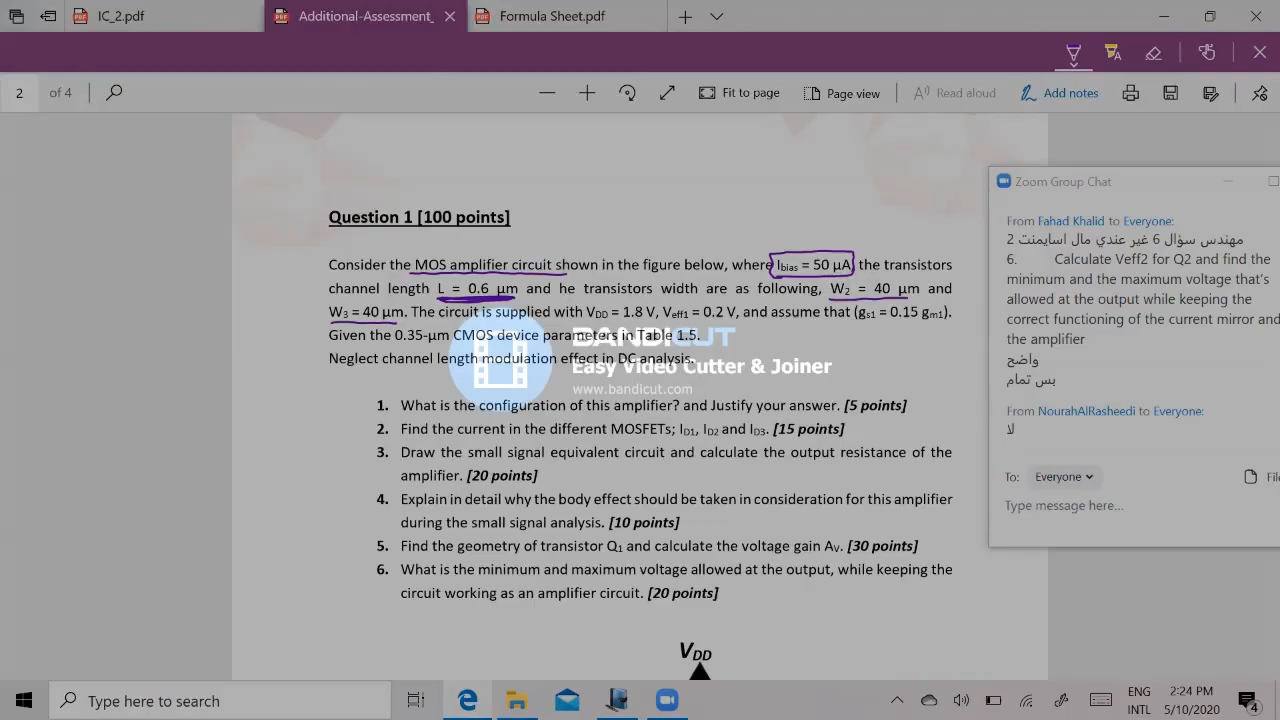 IC_2.pdf
Additional-Assessment_
Formula Sheet.pdf
2 of 4
Fit to page
Page view
Read aloud
Add notes
Question 1 [100 points]
Consider the MOS amplifier circuit shown in the figure below, where Ibias = 50 µA, the transistors
channel length L = 0.6 µm and he transistors width are as following, W2 = 40 µm and
W3 = 40 µm. The circuit is supplied with VDD = 1.8 V, Veff1 = 0.2 V, and assume that (gs1 = 0.15 gm1).
Given the 0.35-µm CMOS device parameters in Table 1.5.
Neglect channel length modulation effect in DC analysis.
BANDICUT
Easy Video Cutter & Joiner
www.bandicut.com
1. What is the configuration of this amplifier? and Justify your answer. [5 points]
2. Find the current in the different MOSFETs; ID1, ID2 and ID3. [15 points]
3. Draw the small signal equivalent circuit and calculate the output resistance of the
amplifier. [20 points]
4. Explain in detail why the body effect should be taken in consideration for this amplifier
during the small signal analysis. [10 points]
5. Find the geometry of transistor Q1 and calculate the voltage gain AV. [30 points]
6. What is the minimum and maximum voltage allowed at the output, while keeping the
circuit working as an amplifier circuit. [20 points]
VDD
Zoom Group Chat
From Fahad Khalid to Everyone:
مهندس سؤال 6 غير عندي مال اسايمنت 2
6. Calculate Veff2 for Q2 and find the
minimum and the maximum voltage that's
allowed at the output while keeping the
correct functioning of the current mirror and
the amplifier
واضح
بس تمام
From NourahAlRasheedi to Everyone:
لا
To: Everyone
File
Type message here...
Type here to search
ENG
INTL
2:24 PM
5/10/2020
4